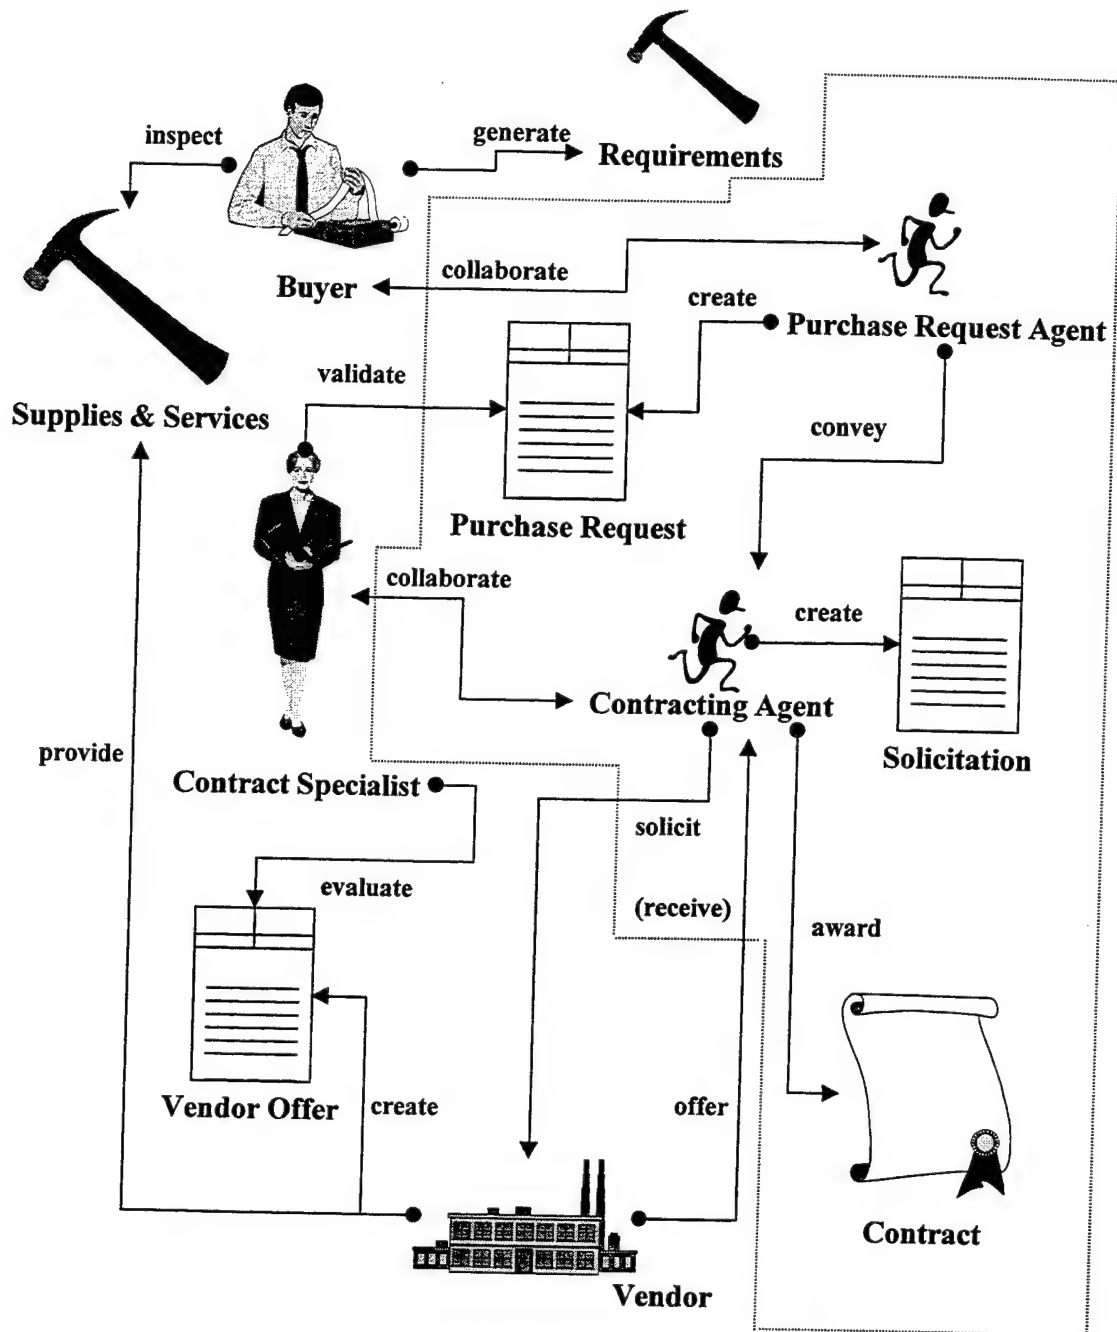 inspect
generate
Requirements
collaborate
Buyer
create
Purchase Request Agent
validate
Supplies & Services
convey
Purchase Request
collaborate
create
Contracting Agent
Solicitation
provide
Contract Specialist
solicit
evaluate
(receive)
award
Vendor Offer
create
offer
Contract
Vendor